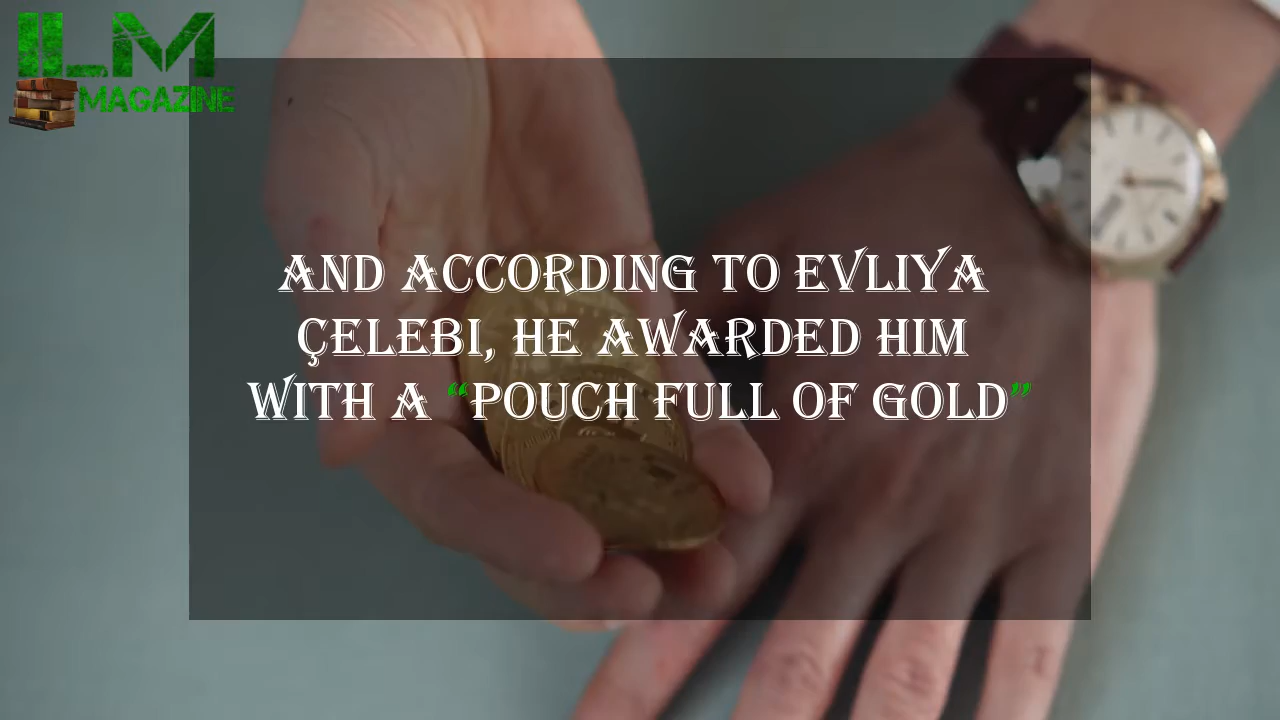 ILM
MAGAZINE
AND ACCORDING TO EVLIYA
ÇELEBI, HE AWARDED HIM
WITH A “POUCH FULL OF GOLD”